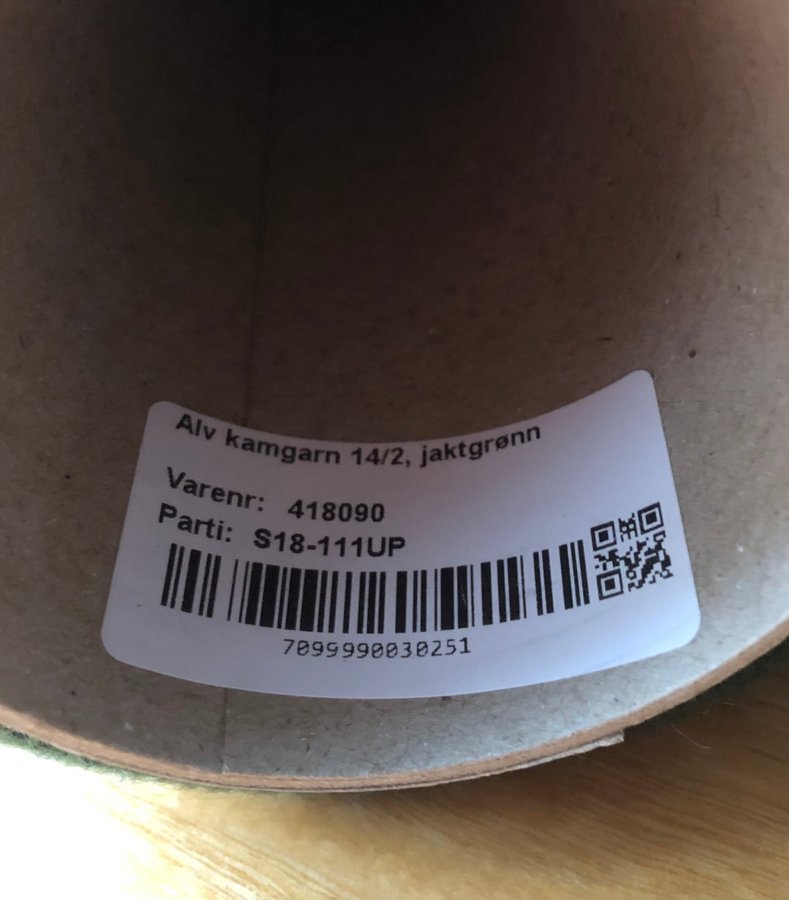 Alv kamgarn 14/2, jaktgrønn
Varenr: 418090
Parti: S18-111UP
7099990030251